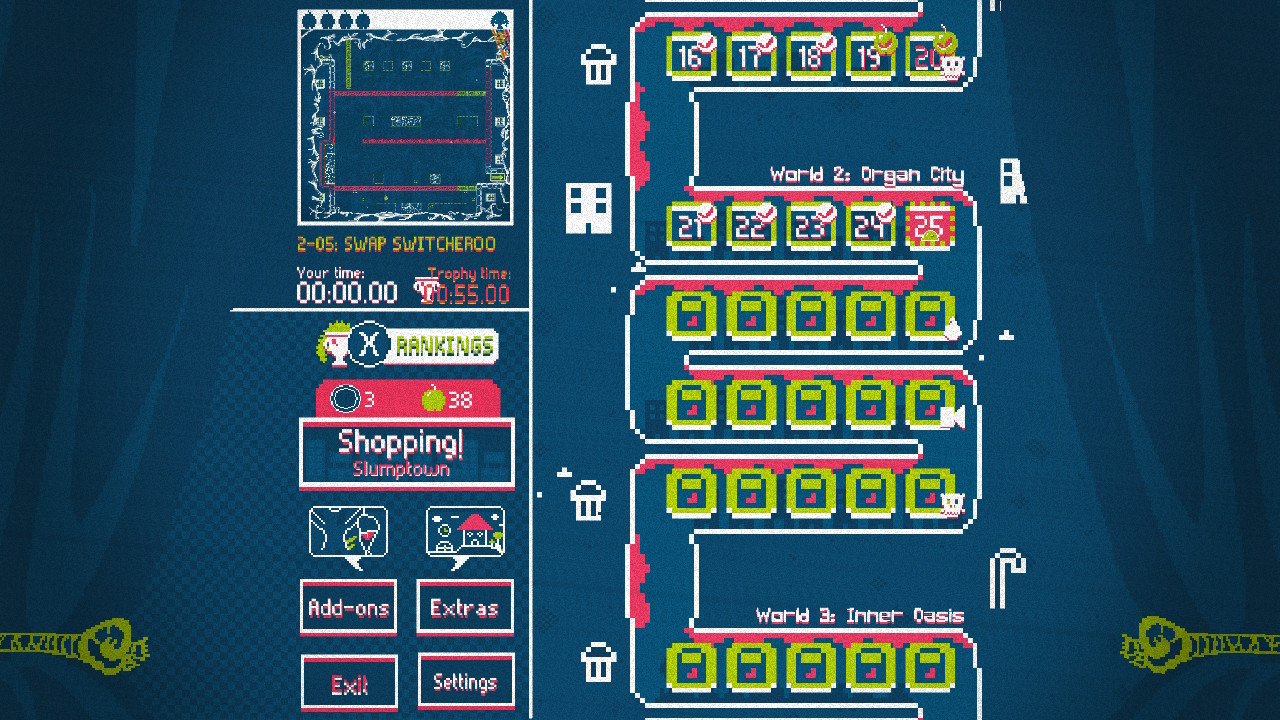 2-05: SWAP SWITCHEROO
Your time:
Trophy time:
00:00.00
0:55.00
X RANKINGS
3
38
Shopping!
Slumptown
Add-ons
Extras
Exit
Settings
16 17 18 19 20
World 2: Organ City
21 22 23 24 25
World 3: Inner Oasis